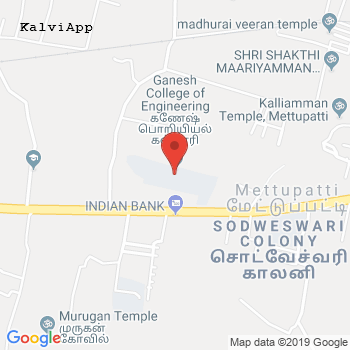 KalviApp
madhurai veeran temple
SHRI SHAKTHI
MAARIYAMMAN...
Ganesh
College of
Engineering
கணேஷ்
பொறியியல்
Kalliamman
Temple, Mettupatti
Mettupatti
மேட்டுப்பட்டி
INDIAN BANK
SODWESWARI
COLONY
சொட்வேச்வரி
காலனி
Murugan Temple
முருகன்
கோவில்
Google
Map data ©2019 Google